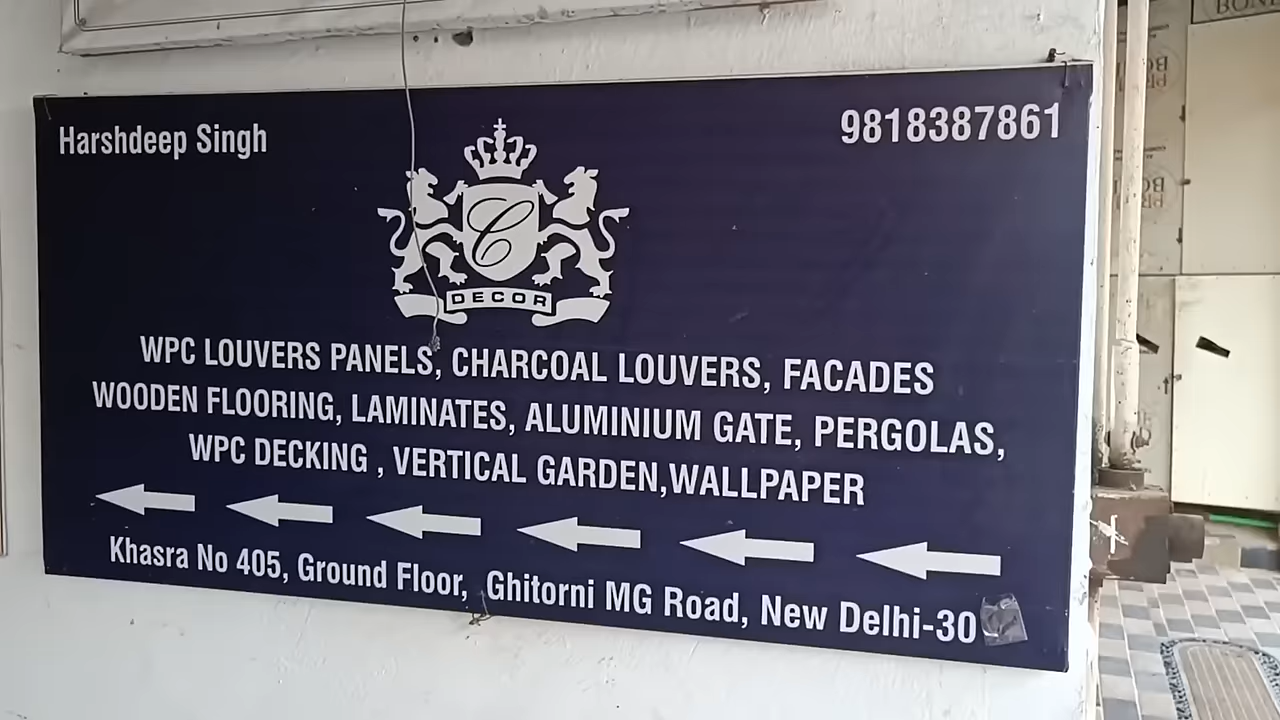 Harshdeep Singh
9818387861
C
DECOR
WPC LOUVERS PANELS, CHARCOAL LOUVERS, FACADES
WOODEN FLOORING, LAMINATES, ALUMINIUM GATE, PERGOLAS,
WPC DECKING , VERTICAL GARDEN,WALLPAPER
Khasra No 405, Ground Floor, Ghitorni MG Road, New Delhi-30